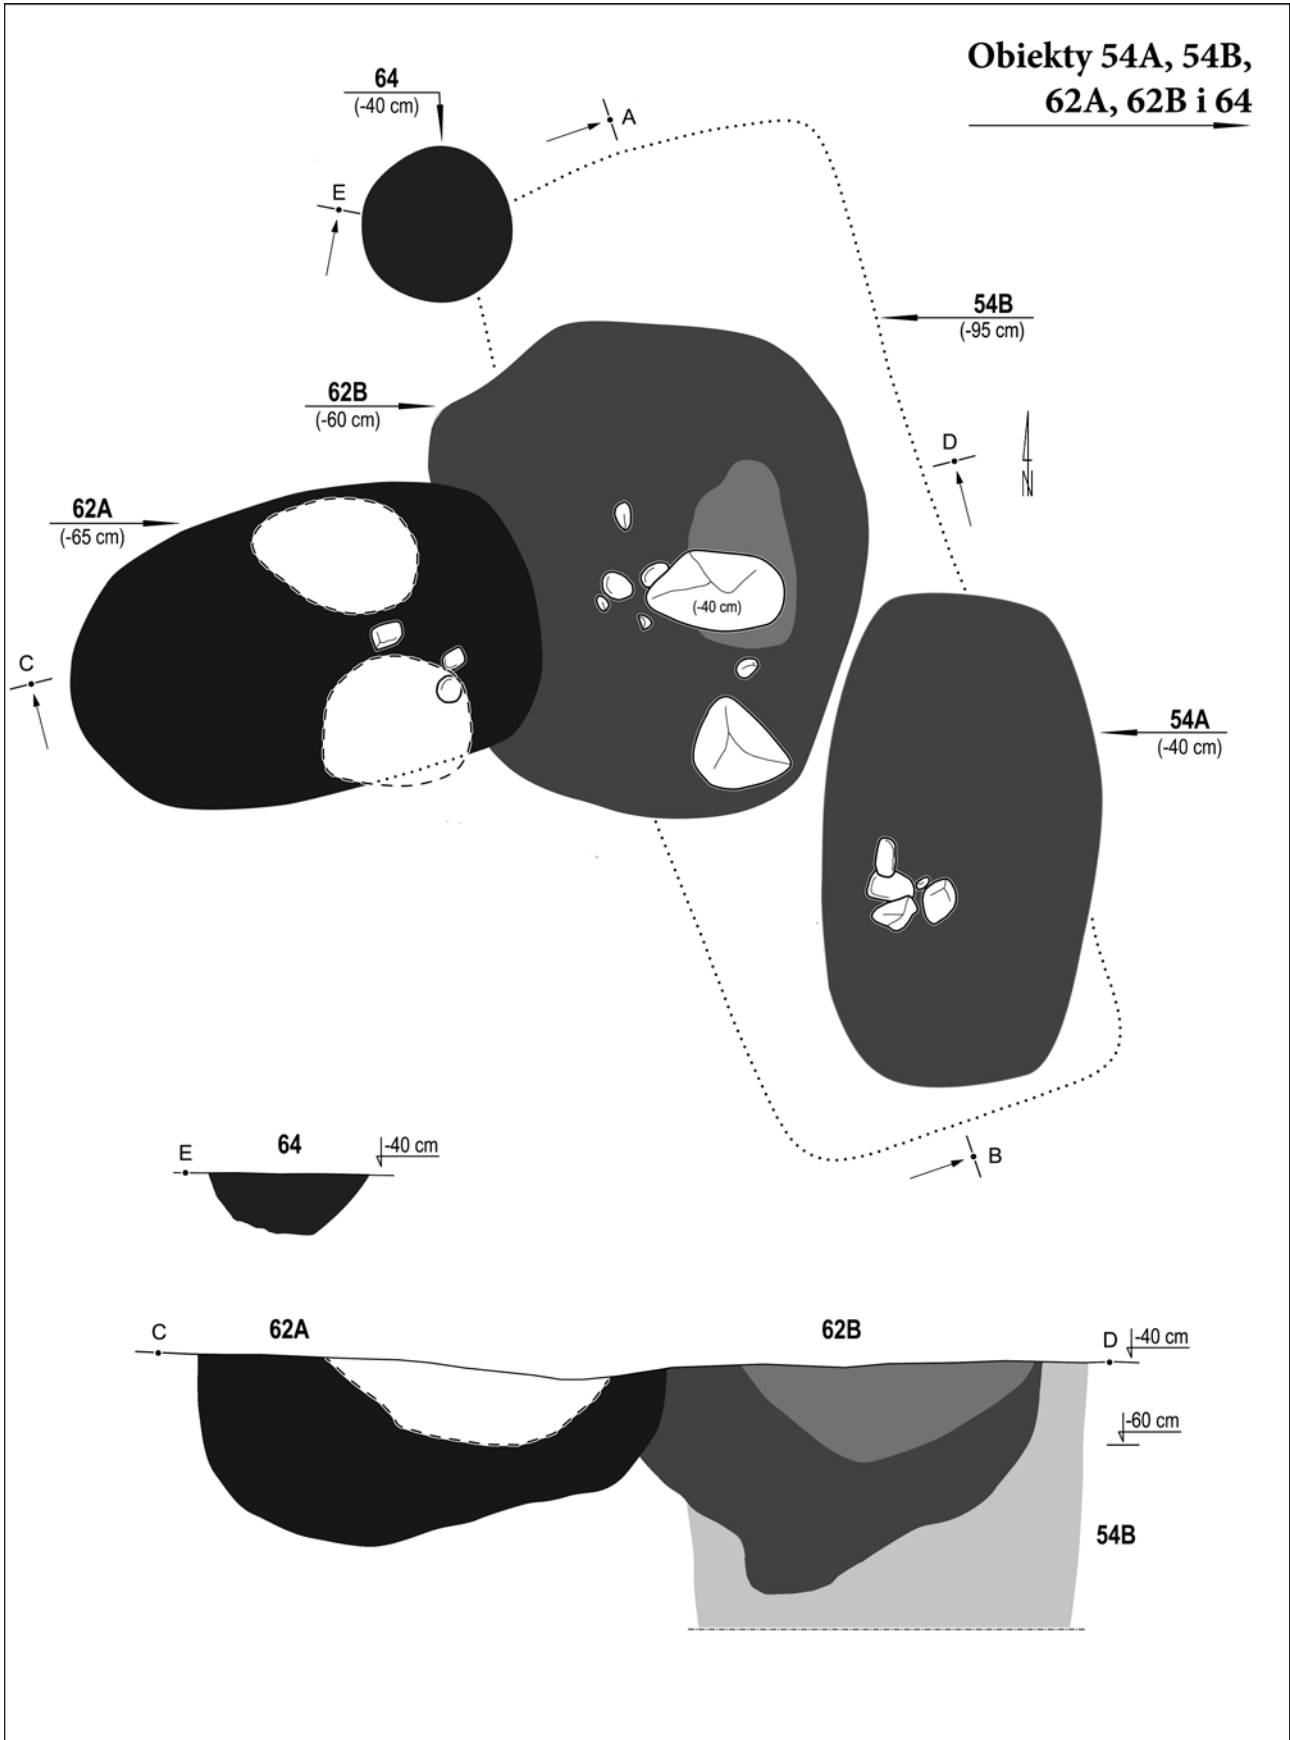 Obiekty 54A, 54B,
62A, 62B i 64
64
(-40 cm)
A
E
54B
(-95 cm)
62B
(-60 cm)
D
N
62A
(-65 cm)
(-40 cm)
C
54A
(-40 cm)
B
E
64
-40 cm
C
62A
62B
D
-40 cm
-60 cm
54B